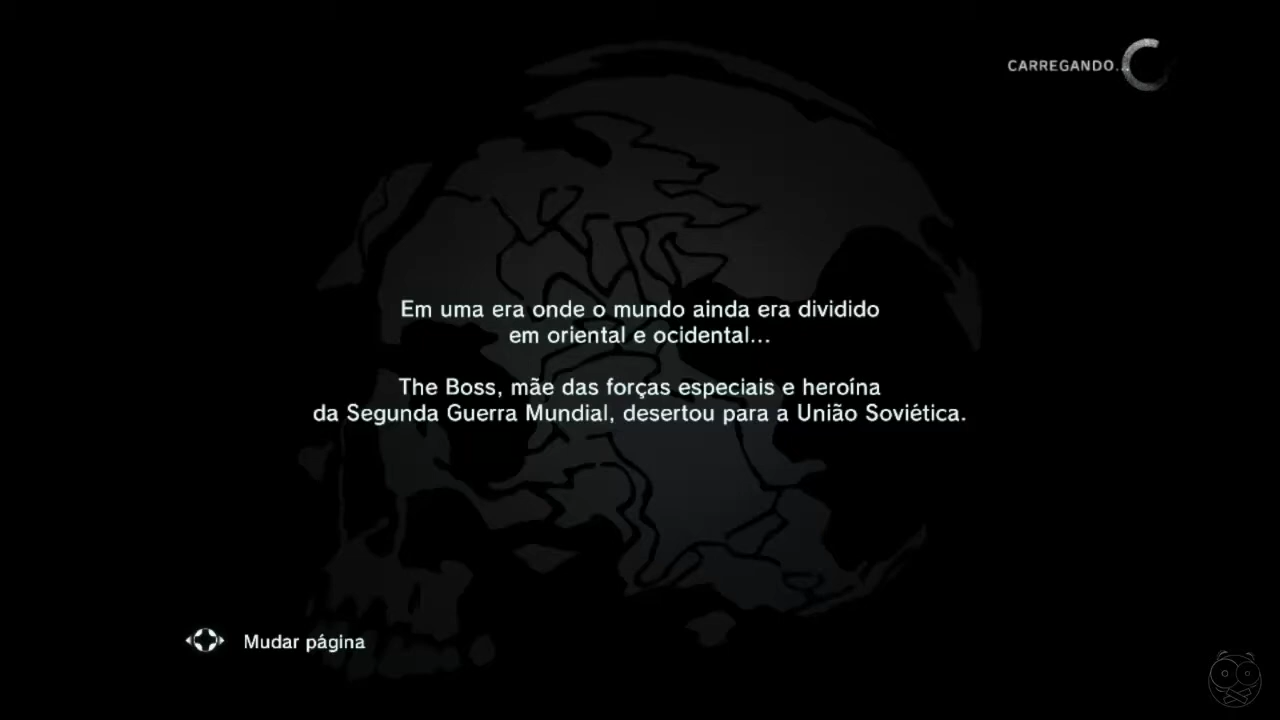 CARREGANDO...
Em uma era onde o mundo ainda era dividido
em oriental e ocidental...
The Boss, mãe das forças especiais e heroína
da Segunda Guerra Mundial, desertou para a União Soviética.
Mudar página